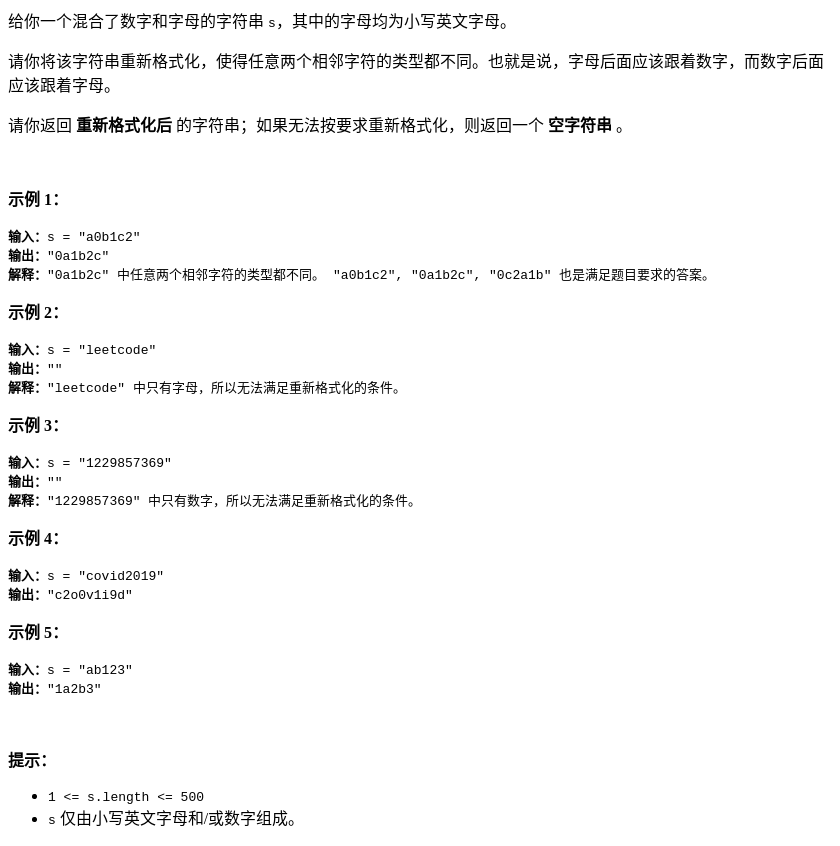 给你一个混合了数字和字母的字符串 s，其中的字母均为小写英文字母。
请你将该字符串重新格式化，使得任意两个相邻字符的类型都不同。也就是说，字母后面应该跟着数字，而数字后面
应该跟着字母。
请你返回 重新格式化后 的字符串；如果无法按要求重新格式化，则返回一个 空字符串 。
示例 1：
输入：s = "a0b1c2"
输出："0a1b2c"
解释："0a1b2c" 中任意两个相邻字符的类型都不同。 "a0b1c2", "0a1b2c", "0c2a1b" 也是满足题目要求的答案。
示例 2：
输入：s = "leetcode"
输出：""
解释："leetcode" 中只有字母，所以无法满足重新格式化的条件。
示例 3：
输入：s = "1229857369"
输出：""
解释："1229857369" 中只有数字，所以无法满足重新格式化的条件。
示例 4：
输入：s = "covid2019"
输出："c2o0v1i9d"
示例 5：
输入：s = "ab123"
输出："1a2b3"
提示：
• 1 <= s.length <= 500
• s 仅由小写英文字母和/或数字组成。